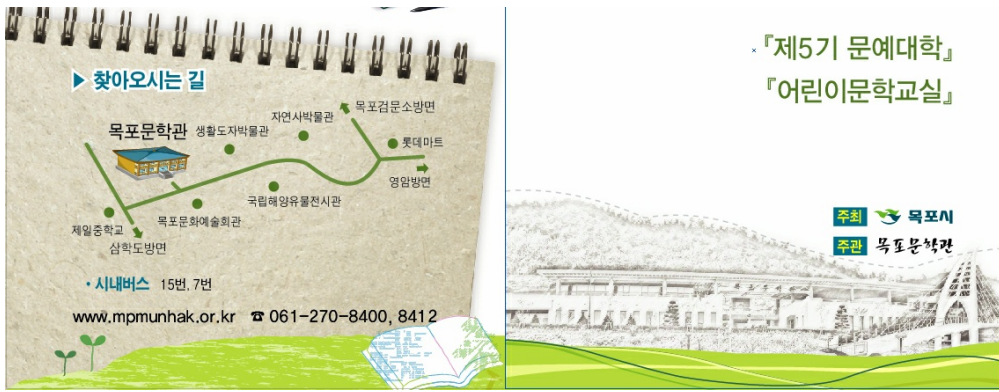 ▶ 찾아오시는 길
목포검문소방면
자연사박물관
목포문학관
생활도자박물관
롯데마트
영암방면
국립해양유물전시관
제일중학교
목포문화예술회관
삼학도방면
· 시내버스 15번, 7번
www.mpmunhak.or.kr ☎ 061-270-8400, 8412
『제5기 문예대학』
『어린이문학교실』
주최 목포시
주관 목포문학관